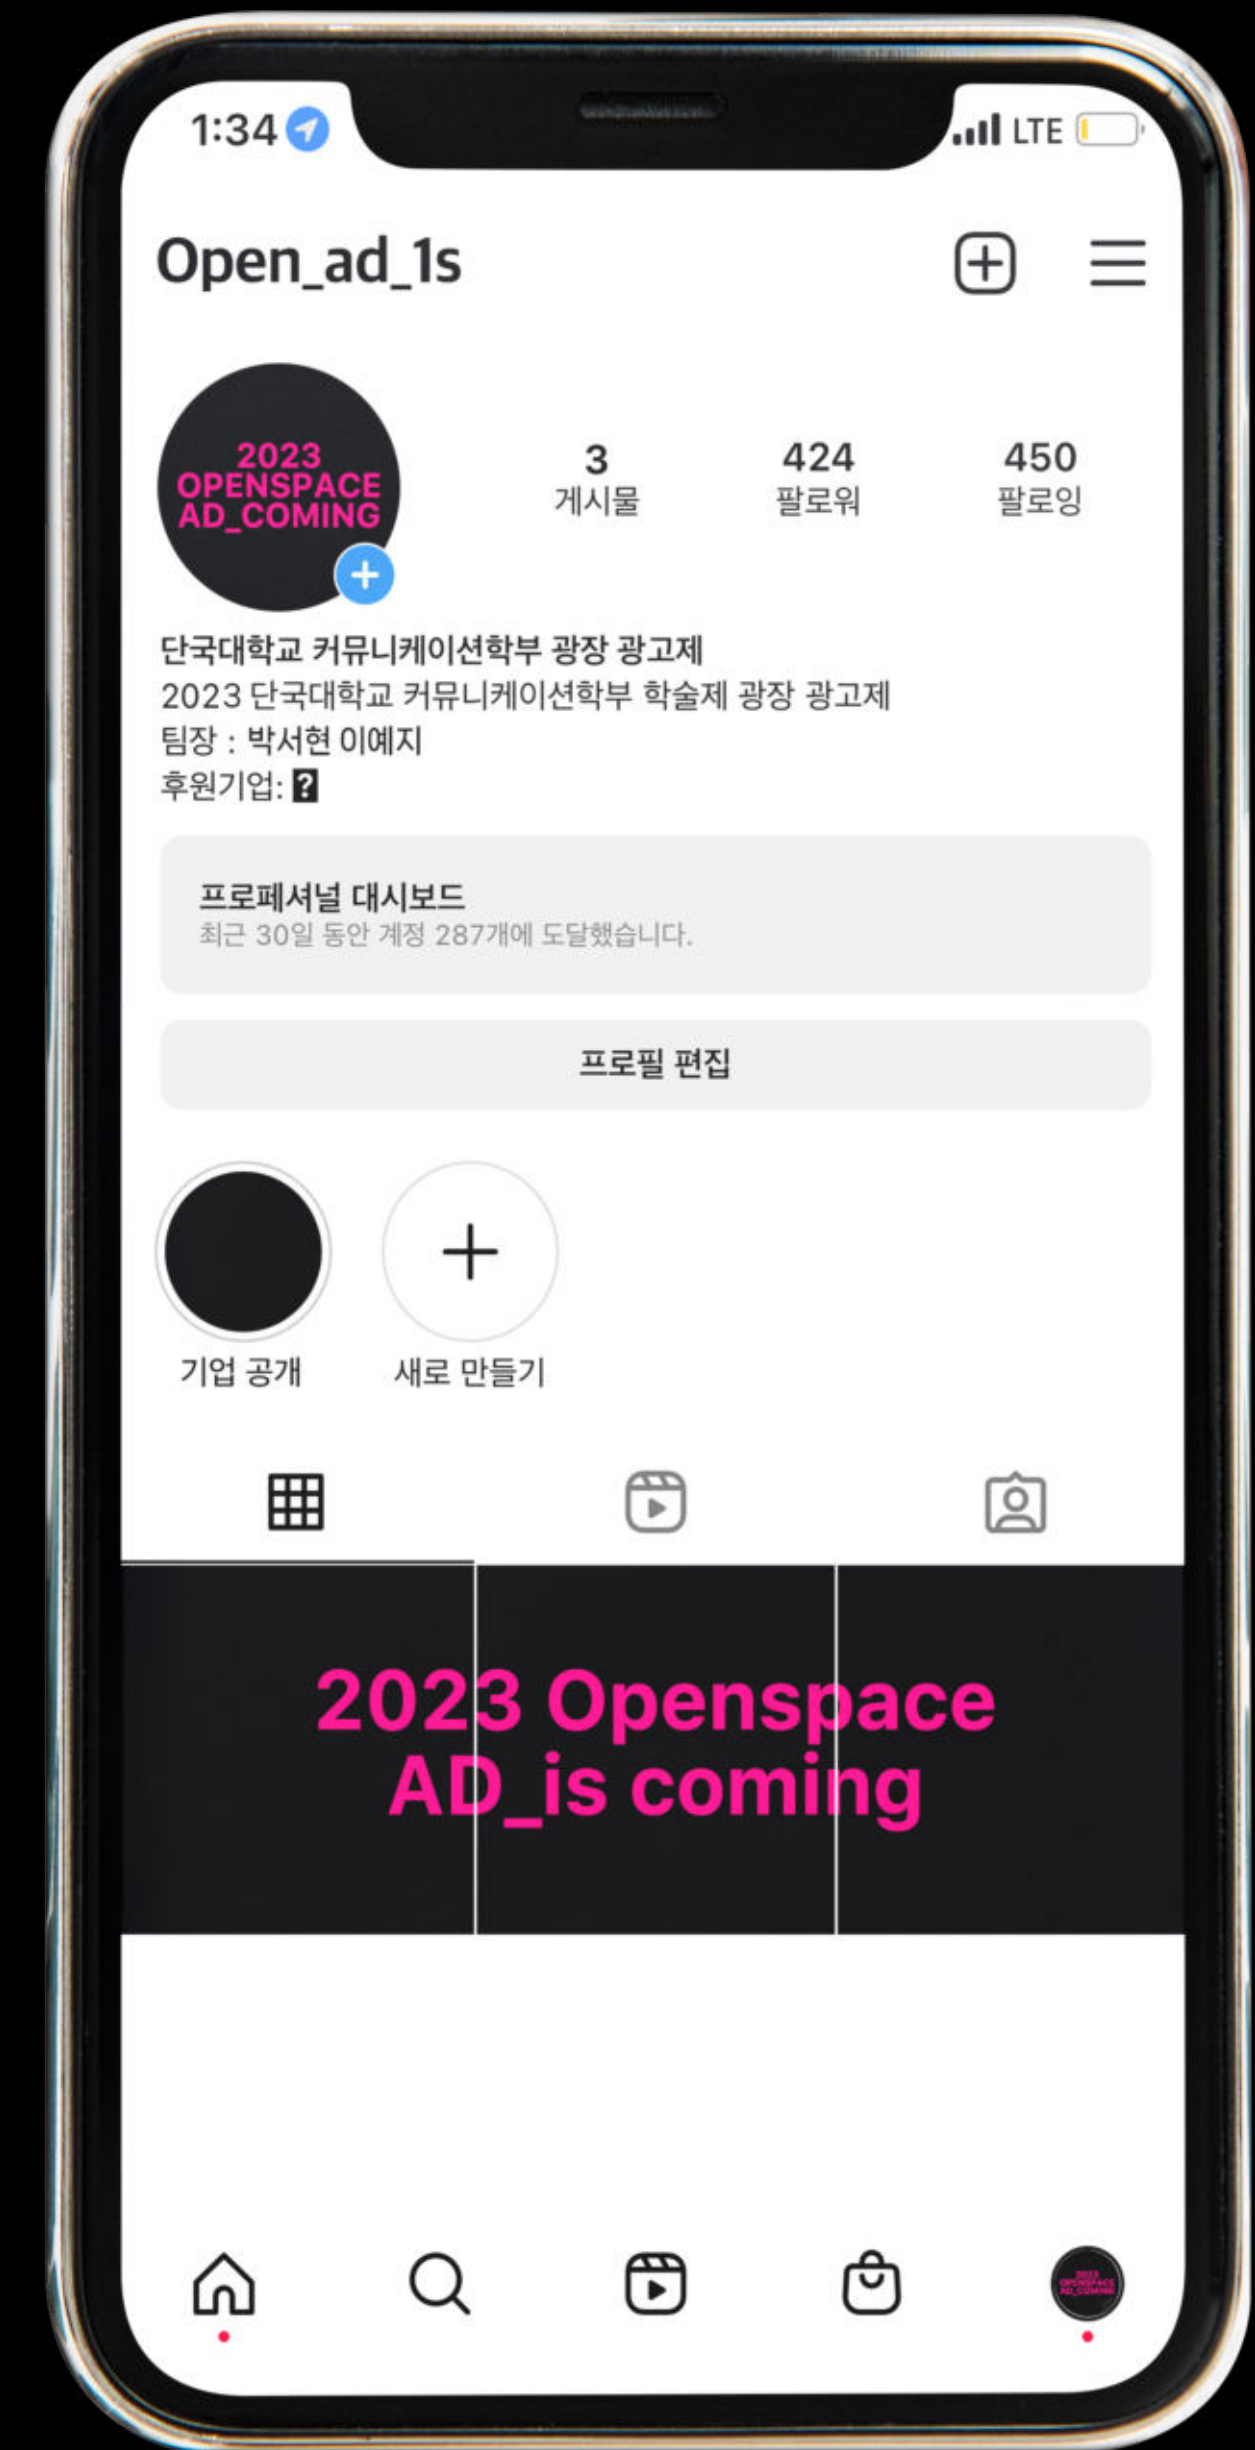 1:34
LTE
Open_ad_1s
2023
OPENSPACE
AD_COMING
3
게시물
424
팔로워
450
팔로잉
단국대학교 커뮤니케이션학부 광장 광고제
2023 단국대학교 커뮤니케이션학부 학술제 광장 광고제
팀장 : 박서현 이예지
후원기업: ?
프로페셔널 대시보드
최근 30일 동안 계정 287개에 도달했습니다.
프로필 편집
기업 공개
새로 만들기
2023 Openspace
AD_is coming
2023
OPENSPACE
AD_COMING